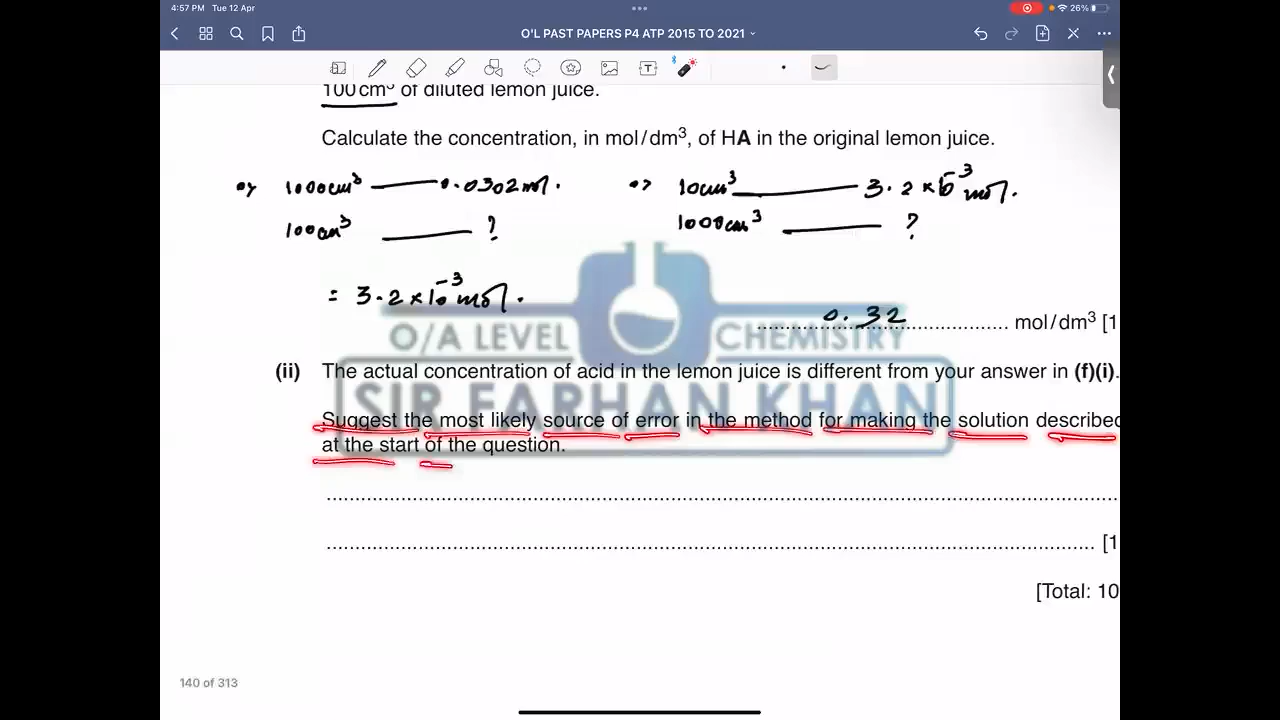 4:57 PM Tue 12 Apr
26%
O'L PAST PAPERS P4 ATP 2015 TO 2021
100 cm³ of diluted lemon juice.
Calculate the concentration, in mol/dm³, of HA in the original lemon juice.
=> 1000cm³ —— 0.0302mol. => 10cm³ —— 3.2 × 10⁻³ mol.
100cm³ —— ? 1000cm³ —— ?
= 3.2 × 10⁻³ mol.
0.32 mol/dm³ [1
O/A LEVEL CHEMISTRY
SIR FARHAN KHAN
(ii) The actual concentration of acid in the lemon juice is different from your answer in (f)(i).
Suggest the most likely source of error in the method for making the solution described
at the start of the question.
[1
[Total: 10
140 of 313